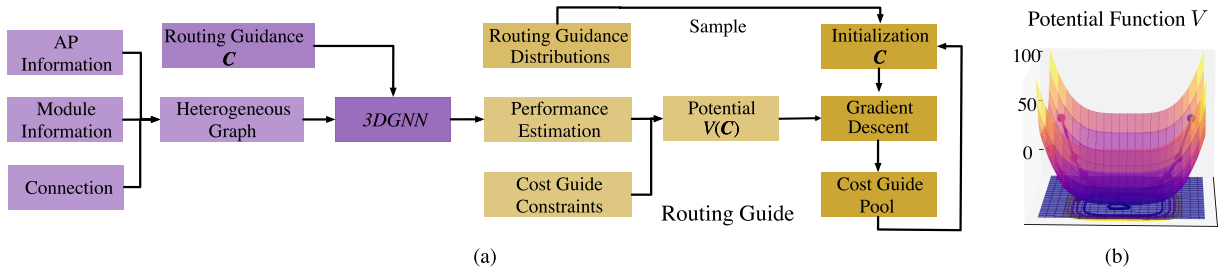 AP
Information
Module
Information
Connection
Routing Guidance
C
Heterogeneous
Graph
3DGNN
Routing Guidance
Distributions
Performance
Estimation
Cost Guide
Constraints
Potential
V(C)
Sample
Routing Guide
Initialization
C
Gradient
Descent
Cost Guide
Pool
(a)
Potential Function V
100
50
0
(b)